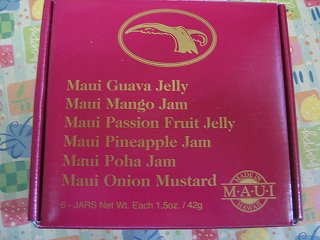 Maui Guava Jelly
Maui Mango Jam
Maui Passion Fruit Jelly
Maui Pineapple Jam
Maui Poha Jam
Maui Onion Mustard
MADE IN
M·A·U·I
HAWAII
6 - JARS Net Wt. Each 1.5oz. / 42g